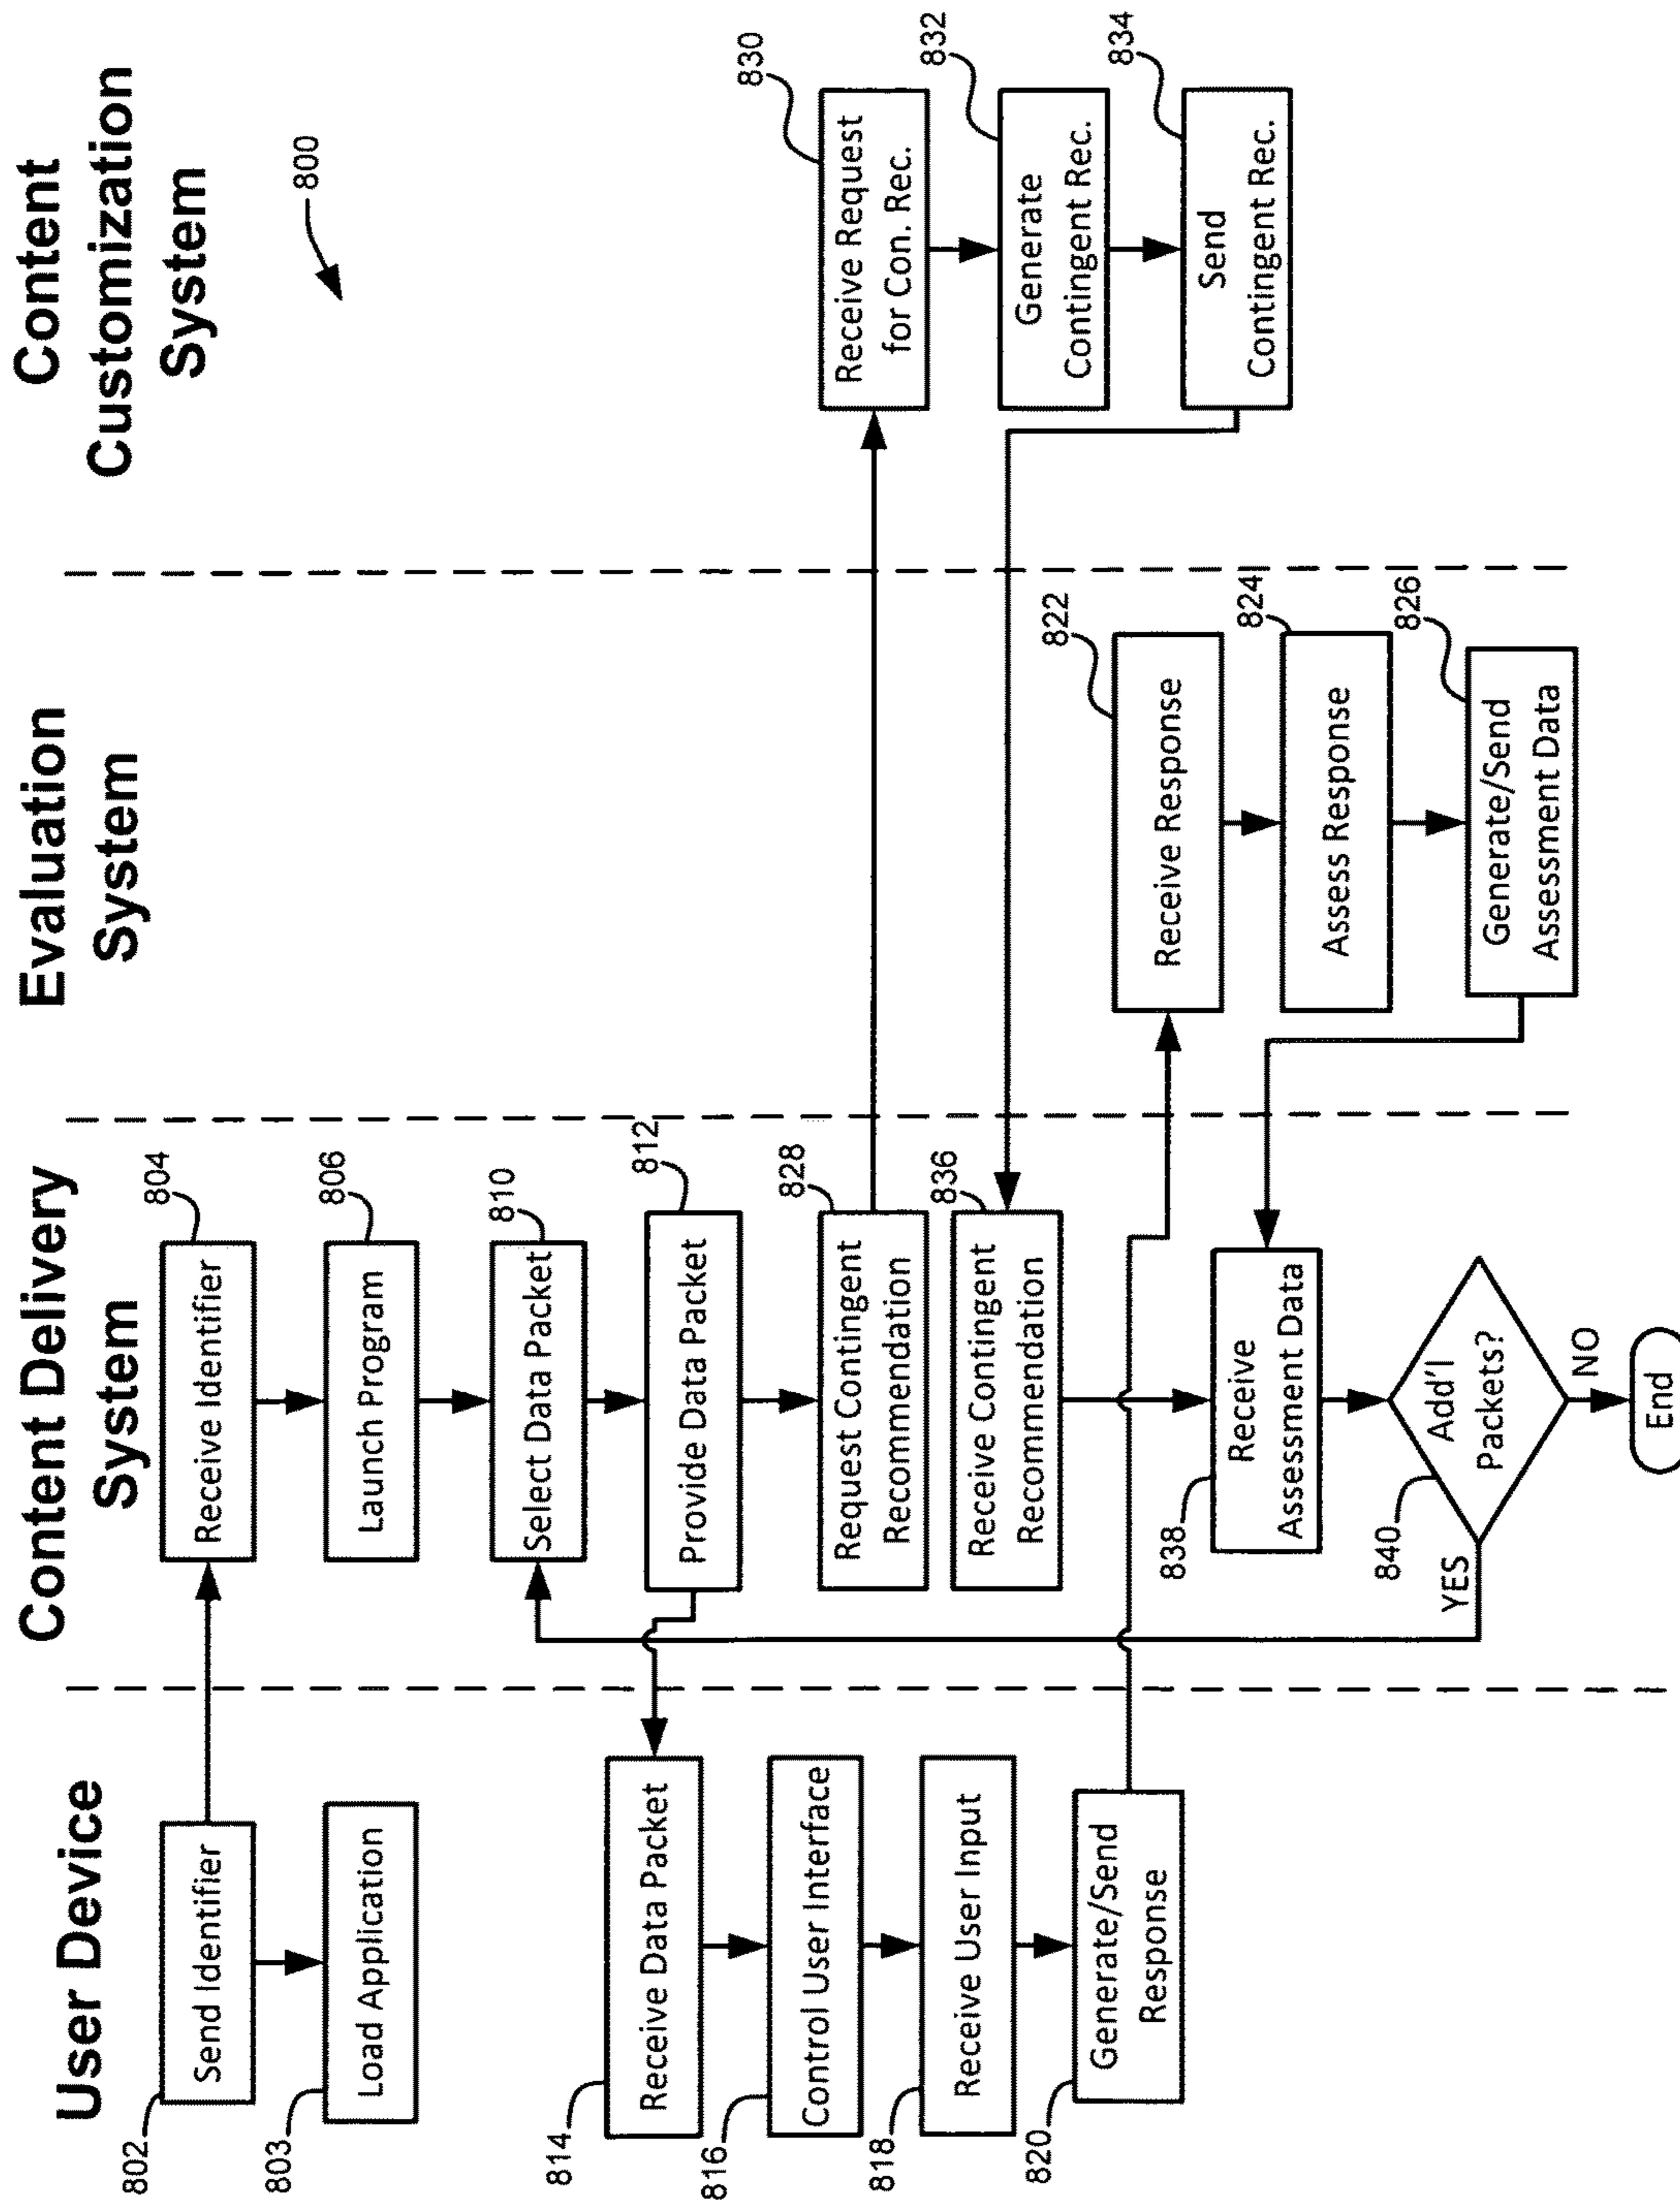 User Device
Content Delivery
System
Evaluation
System
Content
Customization
System
800
802
Send Identifier
803
Load Application
804
Receive Identifier
806
Launch Program
810
Select Data Packet
812
Provide Data Packet
814
Receive Data Packet
816
Control User Interface
818
Receive User Input
820
Generate/Send
Response
822
Receive Response
824
Assess Response
826
Generate/Send
Assessment Data
828
Request Contingent
Recommendation
830
Receive Request
for Con. Rec.
832
Generate
Contingent Rec.
834
Send
Contingent Rec.
836
Receive Contingent
Recommendation
838
Receive
Assessment Data
840
Add'l
Packets?
YES
NO
End